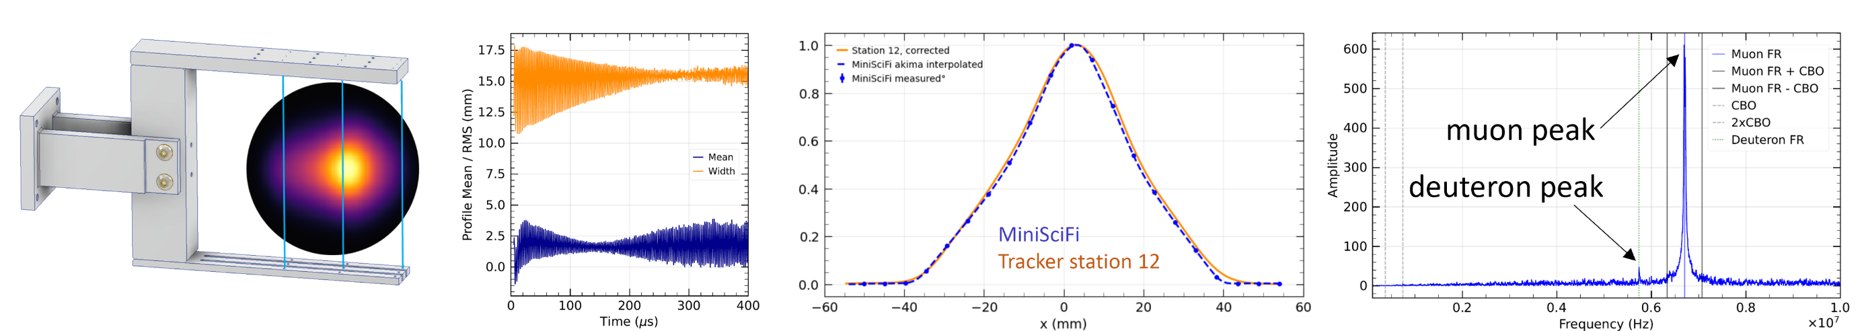 17.5
15.0
12.5
10.0
7.5
5.0
2.5
0.0
Profile Mean / RMS (mm)
Mean
Width
0
100
200
300
400
Time (μs)
1.0
0.8
0.6
0.4
0.2
0.0
Station 12, corrected
MiniSciFi akima interpolated
MiniSciFi measured°
MiniSciFi
Tracker station 12
−60
−40
−20
0
20
40
60
x (mm)
600
500
400
300
200
100
0
Amplitude
Muon FR
Muon FR + CBO
Muon FR - CBO
CBO
2xCBO
Deuteron FR
muon peak
deuteron peak
0.2
0.4
0.6
0.8
1.0
Frequency (Hz)
×10⁷